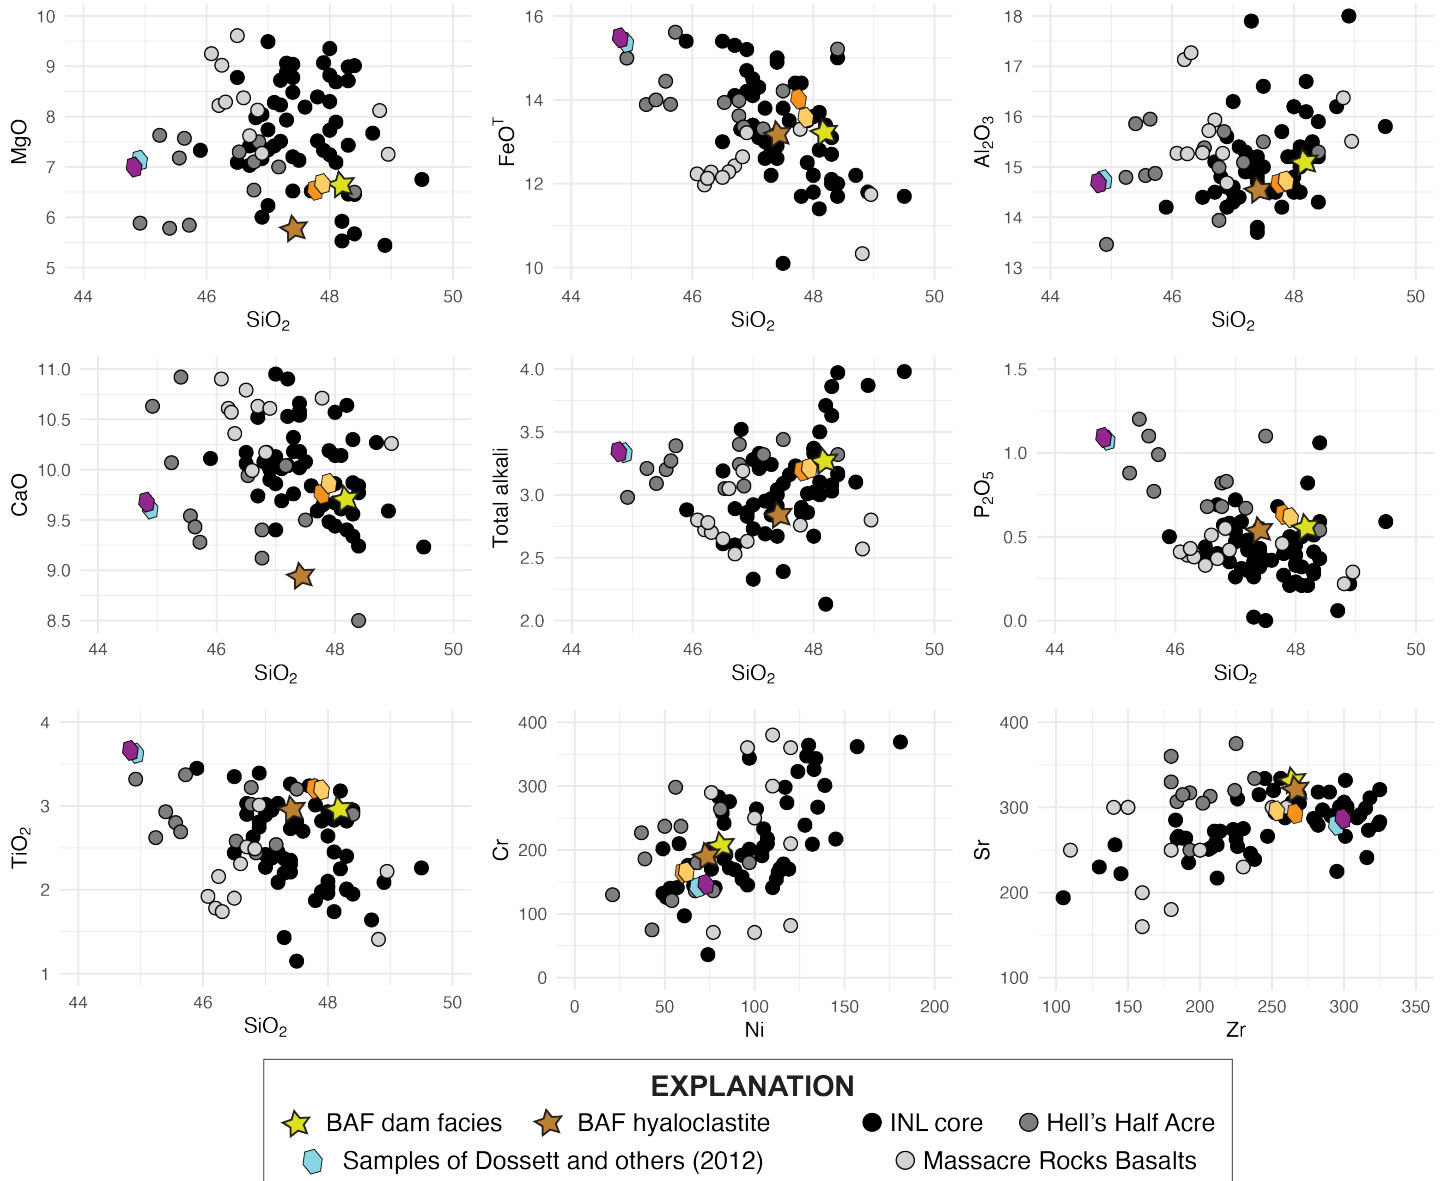 10
9
8
7
6
5
MgO
44 46 48 50
SiO₂
16
14
12
10
FeOᵀ
44 46 48 50
SiO₂
18
17
16
15
14
13
Al₂O₃
44 46 48 50
SiO₂
11.0
10.5
10.0
9.5
9.0
8.5
CaO
44 46 48 50
SiO₂
4.0
3.5
3.0
2.5
2.0
Total alkali
44 46 48 50
SiO₂
1.5
1.0
0.5
0.0
P₂O₅
44 46 48 50
SiO₂
4
3
2
1
TiO₂
44 46 48 50
SiO₂
400
300
200
100
0
Cr
0 50 100 150 200
Ni
400
300
200
100
Sr
100 150 200 250 300 350
Zr
EXPLANATION
BAF dam facies BAF hyaloclastite INL core Hell's Half Acre
Samples of Dossett and others (2012) Massacre Rocks Basalts